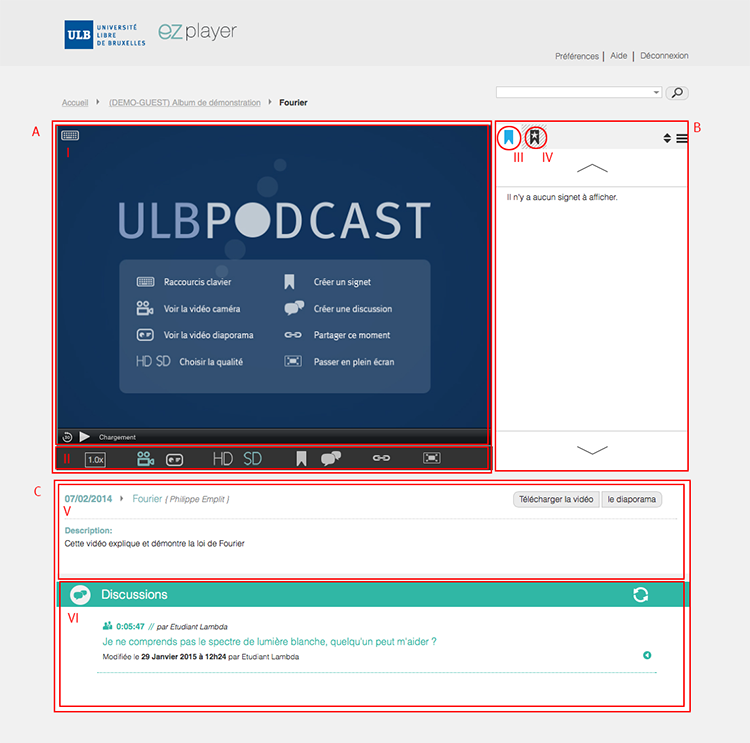 ULB UNIVERSITÉ LIBRE DE BRUXELLES
ezplayer
Préférences | Aide | Déconnexion
Accueil (DEMO-GUEST) Album de démonstration Fourier
A
B
I
III IV
Il n'y a aucun signet à afficher.
ULBPODCAST
Raccourcis clavier Créer un signet
Voir la vidéo caméra Créer une discussion
Voir la vidéo diaporama Partager ce moment
HD SD Choisir la qualité Passer en plein écran
10 Chargement
II 1.0x HD SD
C
07/02/2014 Fourier [ Philippe Emplit ] Télécharger la vidéo le diaporama
V
Description:
Cette vidéo explique et démontre la loi de Fourier
Discussions
VI
0:05:47 // par Etudiant Lambda
Je ne comprends pas le spectre de lumière blanche, quelqu'un peut m'aider ?
Modifiée le 29 Janvier 2015 à 12h24 par Etudiant Lambda